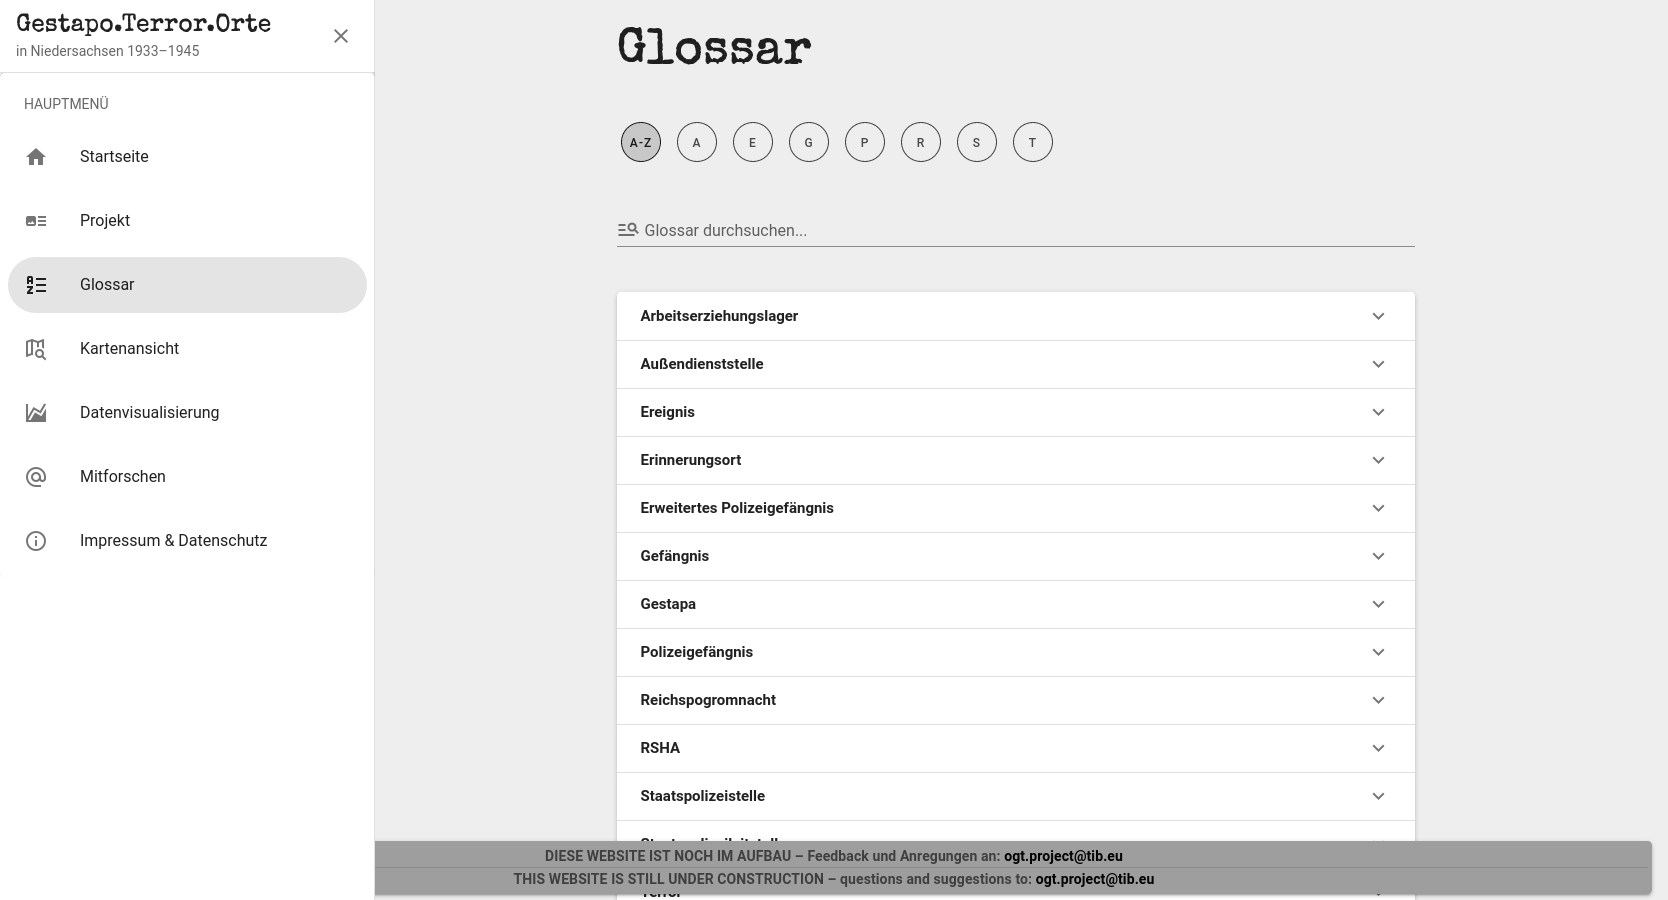 Gestapo.Terror.Orte
in Niedersachsen 1933–1945
HAUPTMENÜ
Startseite
Projekt
Glossar
Kartenansicht
Datenvisualisierung
Mitforschen
Impressum & Datenschutz
Glossar
A-Z A E G P R S T
Glossar durchsuchen...
Arbeitserziehungslager
Außendienststelle
Ereignis
Erinnerungsort
Erweitertes Polizeigefängnis
Gefängnis
Gestapa
Polizeigefängnis
Reichspogromnacht
RSHA
Staatspolizeistelle
DIESE WEBSITE IST NOCH IM AUFBAU – Feedback und Anregungen an: ogt.project@tib.eu
THIS WEBSITE IS STILL UNDER CONSTRUCTION – questions and suggestions to: ogt.project@tib.eu
Terror